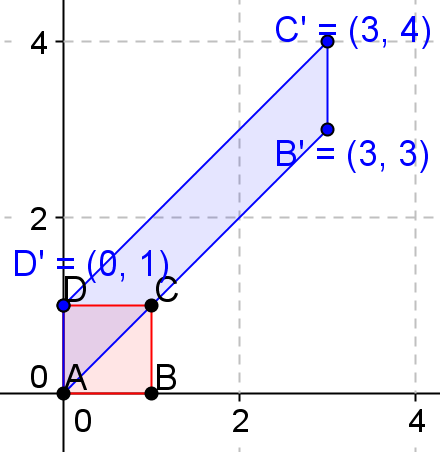 C' = (3, 4)
4
B' = (3, 3)
2
D' = (0, 1)
D C
0 A B
0 2 4